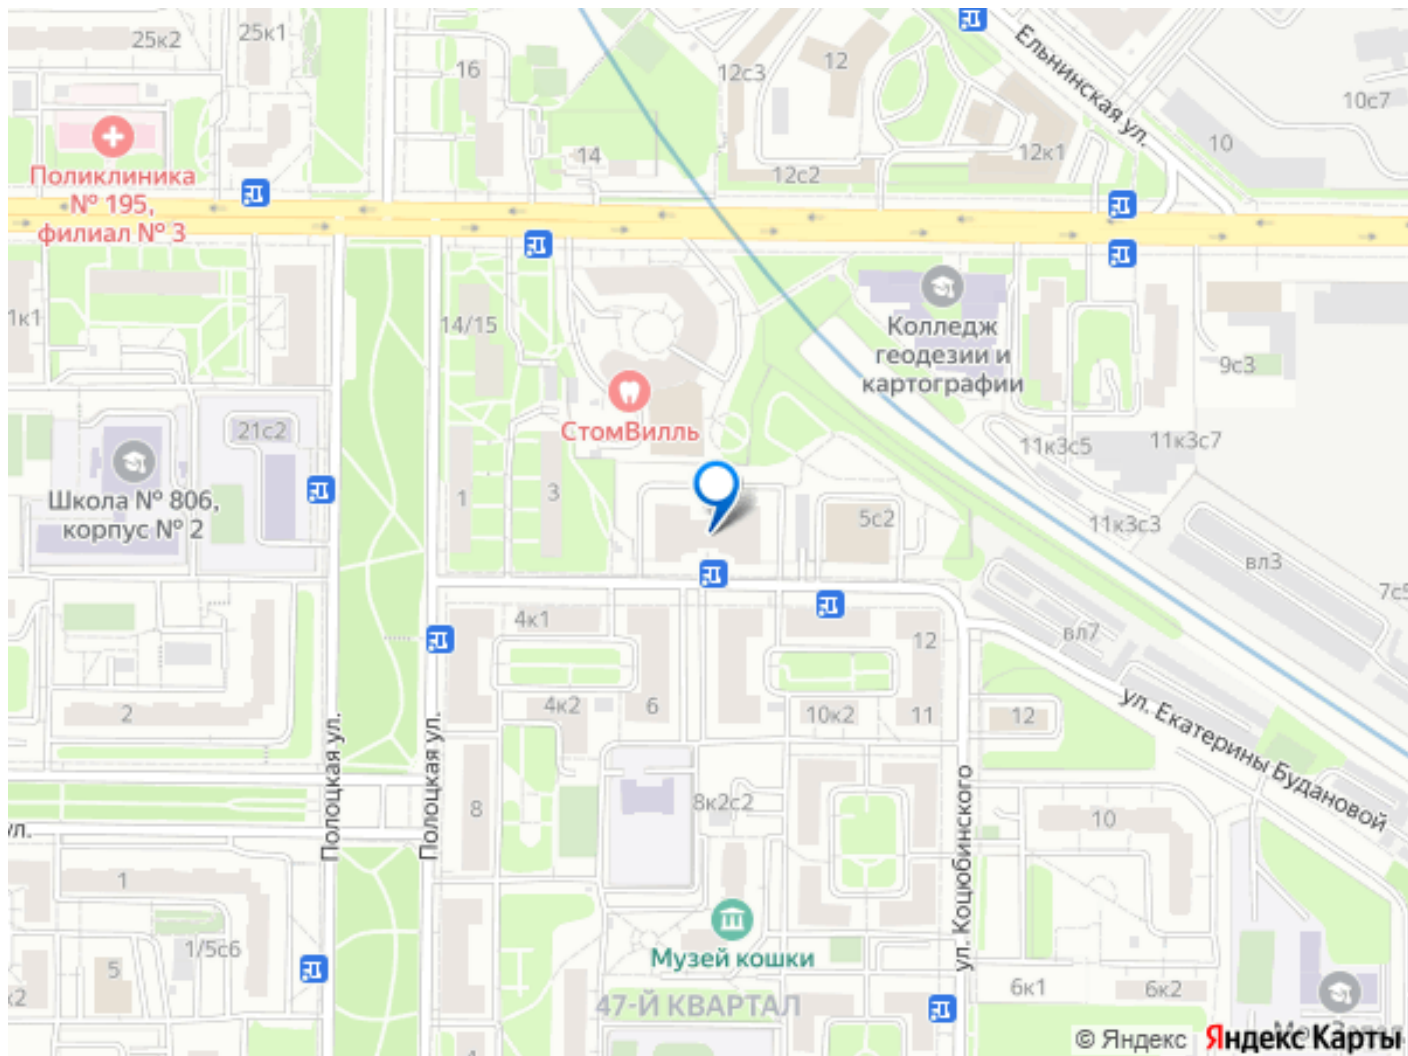 25к2
25к1
16
12с3
12
Ельнинская ул.
10с7
10
12к1
14
12с2
Поликлиника
№ 195,
филиал № 3
1к1
14/15
Колледж
геодезии и
картографии
9с3
СтомВилль
21с2
11к3с5
11к3с7
Школа № 806,
корпус № 2
1
3
5с2
11к3с3
вл3
7с5
4к1
12
вл7
2
4к2
6
10к2
11
12
ул. Екатерины Будановой
Полоцкая ул.
Полоцкая ул.
8
8к2с2
ул. Коцюбинского
10
ул.
1
1/5с6
5
к2
Музей кошки
47-Й КВАРТАЛ
6к1
6к2
4
© Яндекс
Яндекс Карты